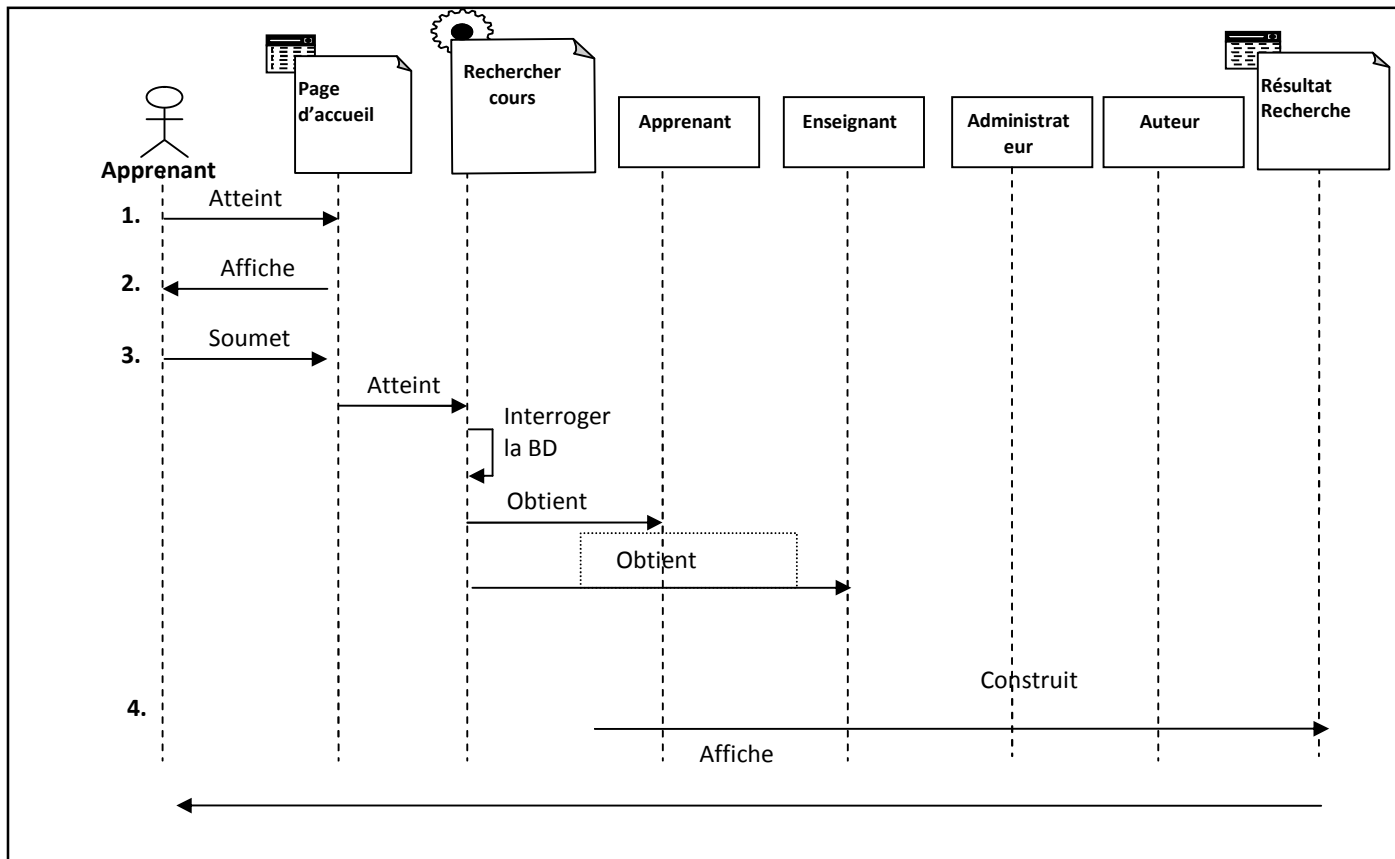 Page
d’accueil
Rechercher
cours
Apprenant
Enseignant
Administrat
eur
Auteur
Résultat
Recherche
Apprenant
1.
Atteint
2.
Affiche
3.
Soumet
Atteint
Interroger
la BD
Obtient
Obtient
Construit
4.
Affiche